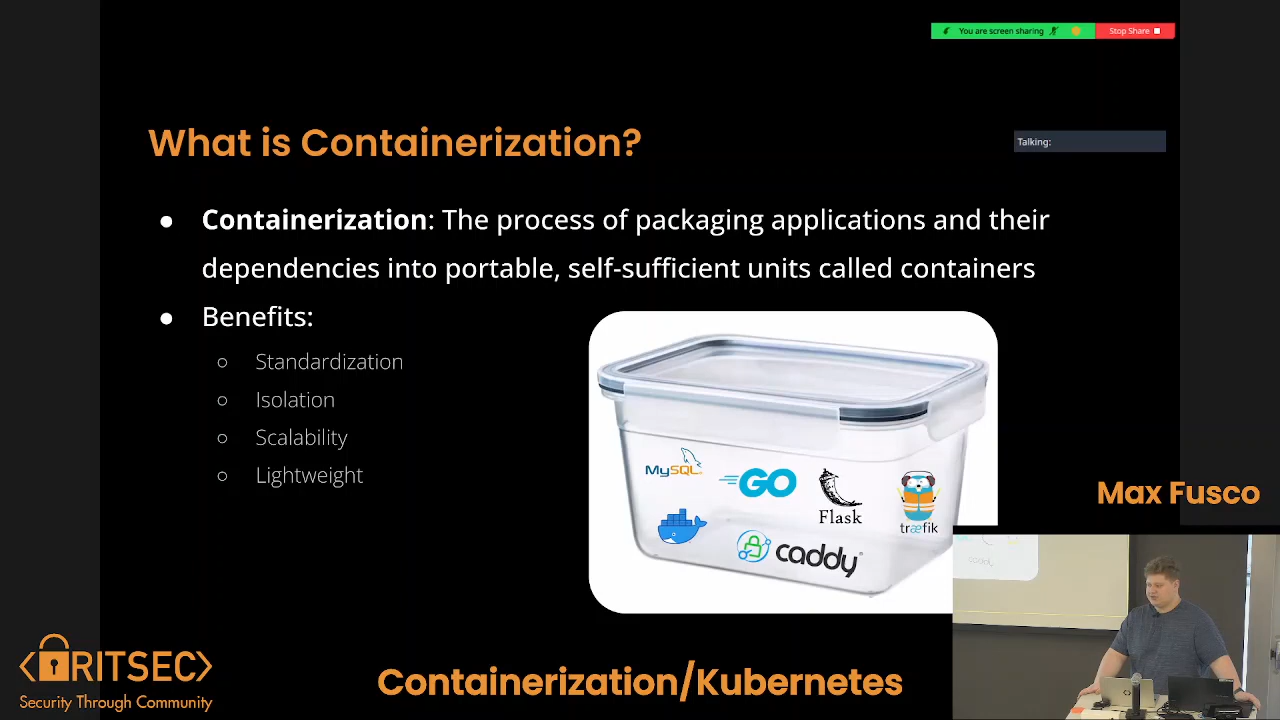 You are screen sharing
Stop Share
What is Containerization?
Talking:
● Containerization: The process of packaging applications and their
dependencies into portable, self-sufficient units called containers
● Benefits:
○ Standardization
○ Isolation
○ Scalability
○ Lightweight
MySQL
GO
Flask
træfik
caddy
Max Fusco
caddy
RITSEC
Security Through Community
Containerization/Kubernetes